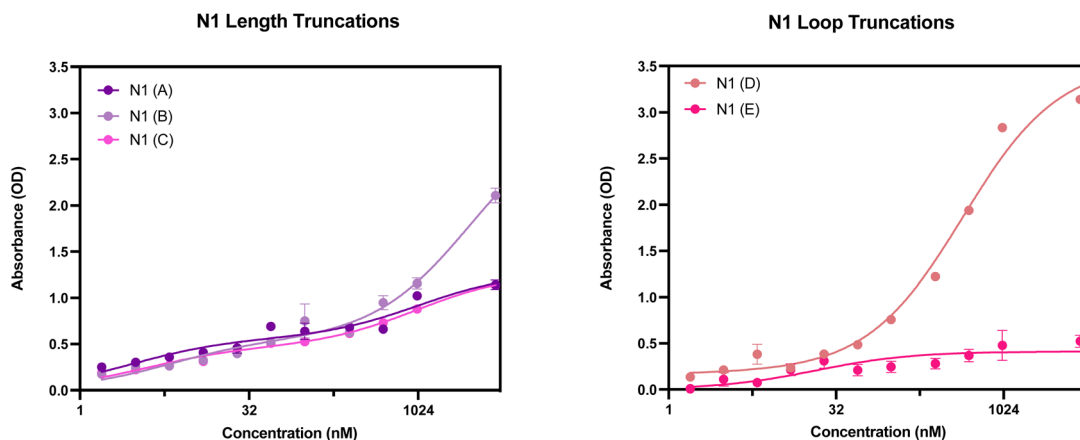 N1 Length Truncations
3.5
3.0
2.5
2.0
1.5
1.0
0.5
0.0
Absorbance (OD)
N1 (A)
N1 (B)
N1 (C)
1
32
1024
Concentration (nM)
N1 Loop Truncations
3.5
3.0
2.5
2.0
1.5
1.0
0.5
0.0
Absorbance (OD)
N1 (D)
N1 (E)
1
32
1024
Concentration (nM)